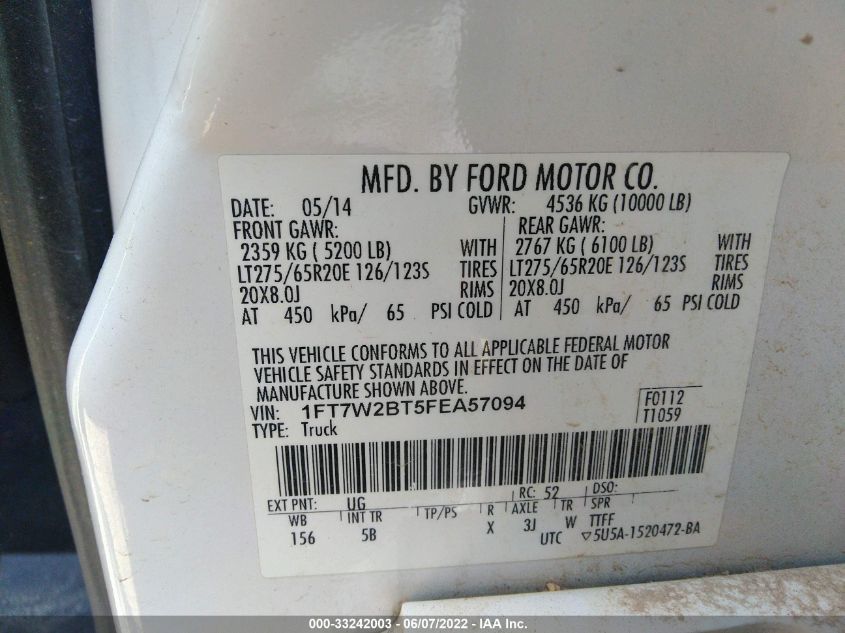 MFD. BY FORD MOTOR CO.
DATE: 05/14 GVWR: 4536 KG (10000 LB)
FRONT GAWR: REAR GAWR:
2359 KG ( 5200 LB) WITH 2767 KG ( 6100 LB) WITH
LT275/65R20E 126/123S TIRES LT275/65R20E 126/123S TIRES
20X8.0J RIMS 20X8.0J RIMS
AT 450 kPa/ 65 PSI COLD AT 450 kPa/ 65 PSI COLD
THIS VEHICLE CONFORMS TO ALL APPLICABLE FEDERAL MOTOR
VEHICLE SAFETY STANDARDS IN EFFECT ON THE DATE OF
MANUFACTURE SHOWN ABOVE.
VIN: 1FT7W2BT5FEA57094 F0112
TYPE: Truck T1059
EXT PNT: UG RC: 52 DSO:
WB INT TR TP/PS R AXLE TR SPR
156 5B X 3J W TTFF
UTC ▽5U5A-1520472-BA
000-33242003 - 06/07/2022 - IAA Inc.